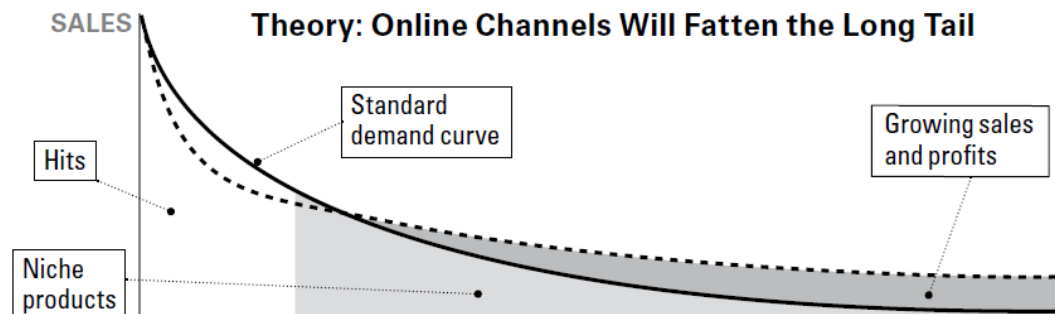 SALES
Theory: Online Channels Will Fatten the Long Tail
Standard
demand curve
Growing sales
and profits
Hits
Niche
products